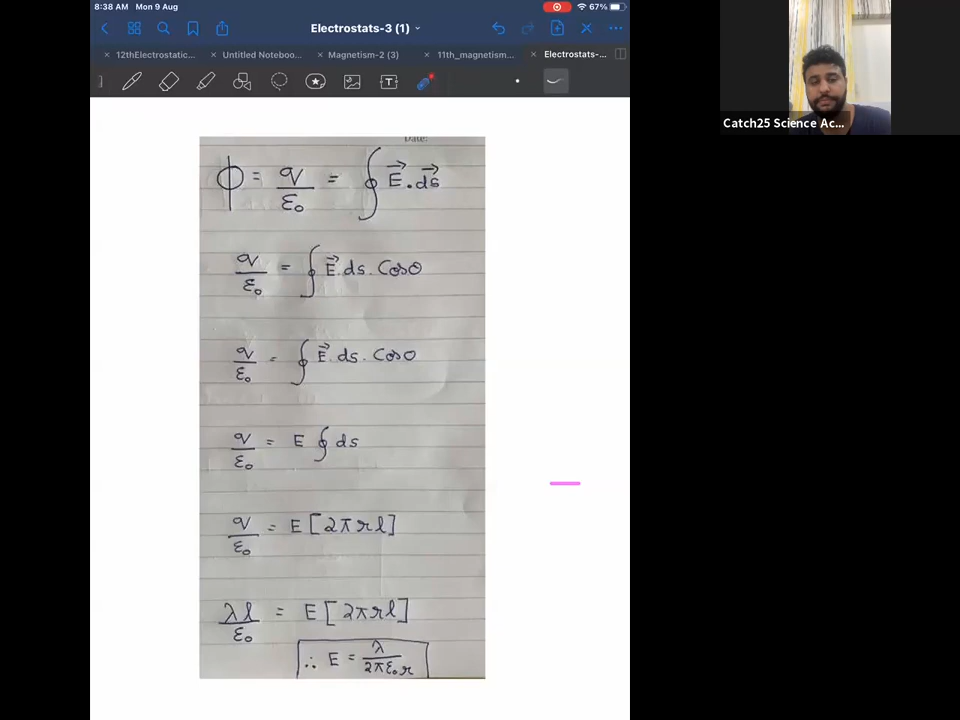 8:38 AM Mon 9 Aug 67%
Electrostats-3 (1)
12thElectrostatic... Untitled Noteboo... Magnetism-2 (3) 11th_magnetism... Electrostats-...
Catch25 Science Ac...
Date:
ϕ = q/ε₀ = ∮ E⃗ . d⃗s
q/ε₀ = ∮ E⃗ ds. Cosθ
q/ε₀ = ∮ E⃗ ds. Cosθ
q/ε₀ = E ∮ ds
q/ε₀ = E [2πrl]
λl/ε₀ = E [2πrl]
∴ E = λ/2πε₀r